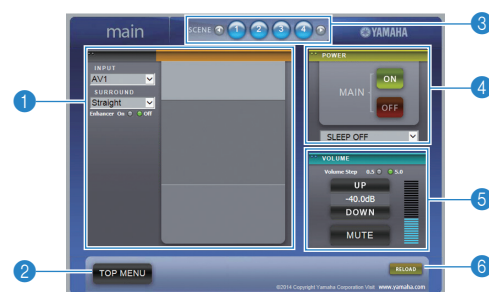 main
SCENE 1 2 3 4
YAMAHA
3
INPUT
AV1
SURROUND
Straight
Enhancer On Off
1
POWER
MAIN
ON
OFF
SLEEP OFF
4
VOLUME
Volume Step 0.5 5.0
UP
-40.0dB
DOWN
MUTE
5
2
TOP MENU
RELOAD
6
©2014 Copyright Yamaha Corporation Visit www.yamaha.com